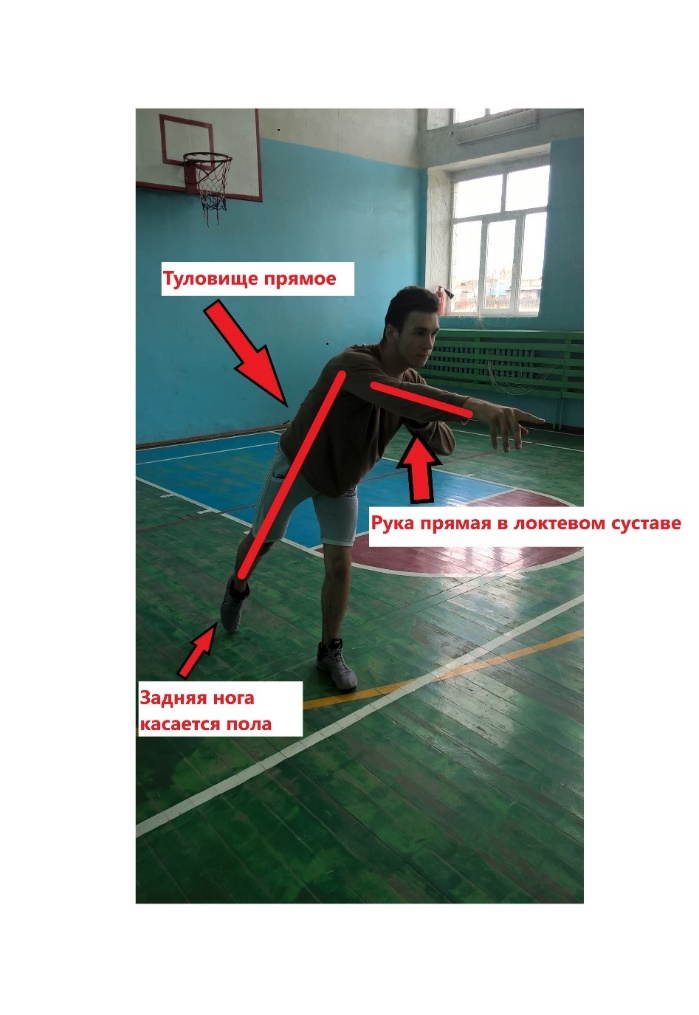 Туловище прямое
Рука прямая в локтевом суставе
Задняя нога
касается пола